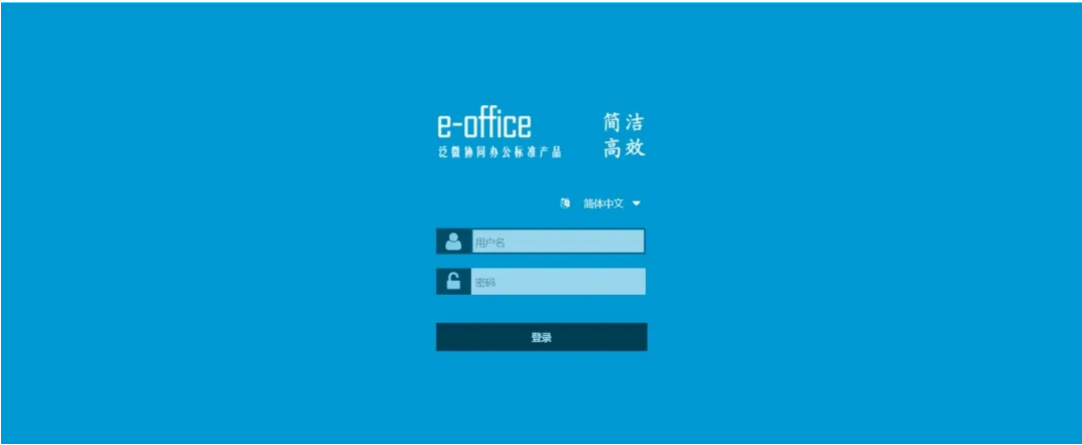 e-office
泛微协同办公标准产品
简洁
高效
简体中文
用户名
密码
登录